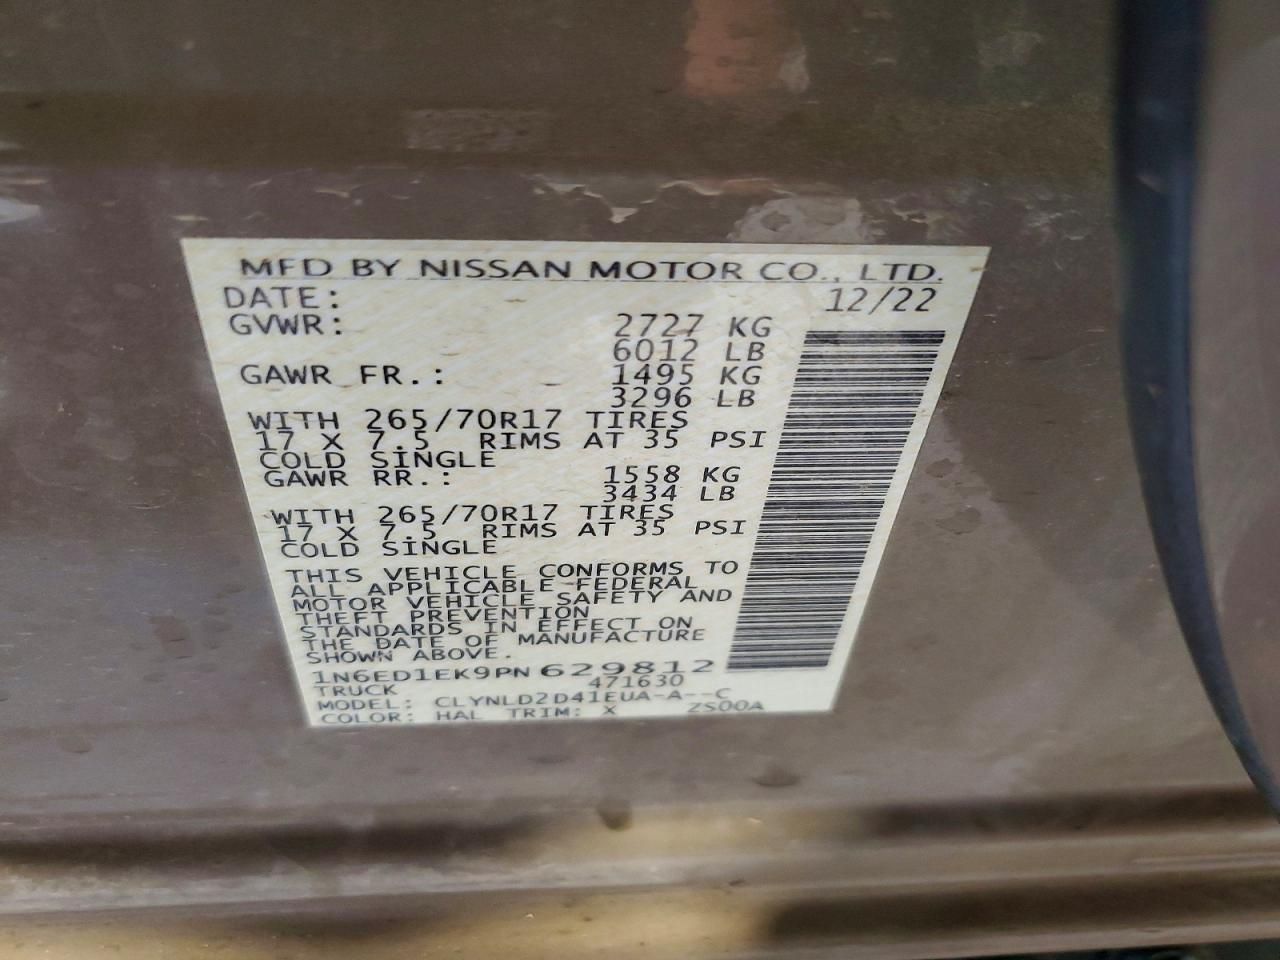 MFD BY NISSAN MOTOR CO., LTD.
DATE: 12/22
GVWR: 2727 KG
6012 LB
GAWR FR.: 1495 KG
3296 LB
WITH 265/70R17 TIRES
17 X 7.5 RIMS AT 35 PSI
COLD SINGLE
GAWR RR.: 1558 KG
3434 LB
WITH 265/70R17 TIRES
17 X 7.5 RIMS AT 35 PSI
COLD SINGLE
THIS VEHICLE CONFORMS TO
ALL APPLICABLE FEDERAL
MOTOR VEHICLE SAFETY AND
THEFT PREVENTION
STANDARDS IN EFFECT ON
THE DATE OF MANUFACTURE
SHOWN ABOVE.
1N6ED1EK9PN629812
TRUCK 471630
MODEL: CLYNLD2D41EUA-A--C
COLOR: HAL TRIM: X ZS00A